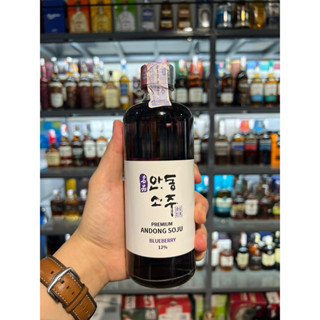 안동
소주
PREMIUM
ANDONG SOJU
BLUEBERRY
12%